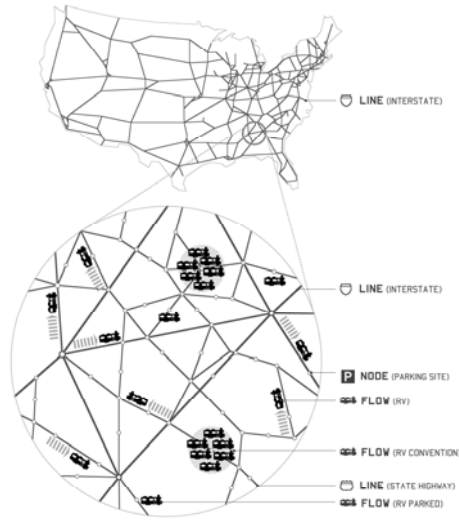 LINE (INTERSTATE)
LINE (INTERSTATE)
P NODE (PARKING SITE)
FLOW (RV)
FLOW (RV CONVENTION)
LINE (STATE HIGHWAY)
FLOW (RV PARKED)